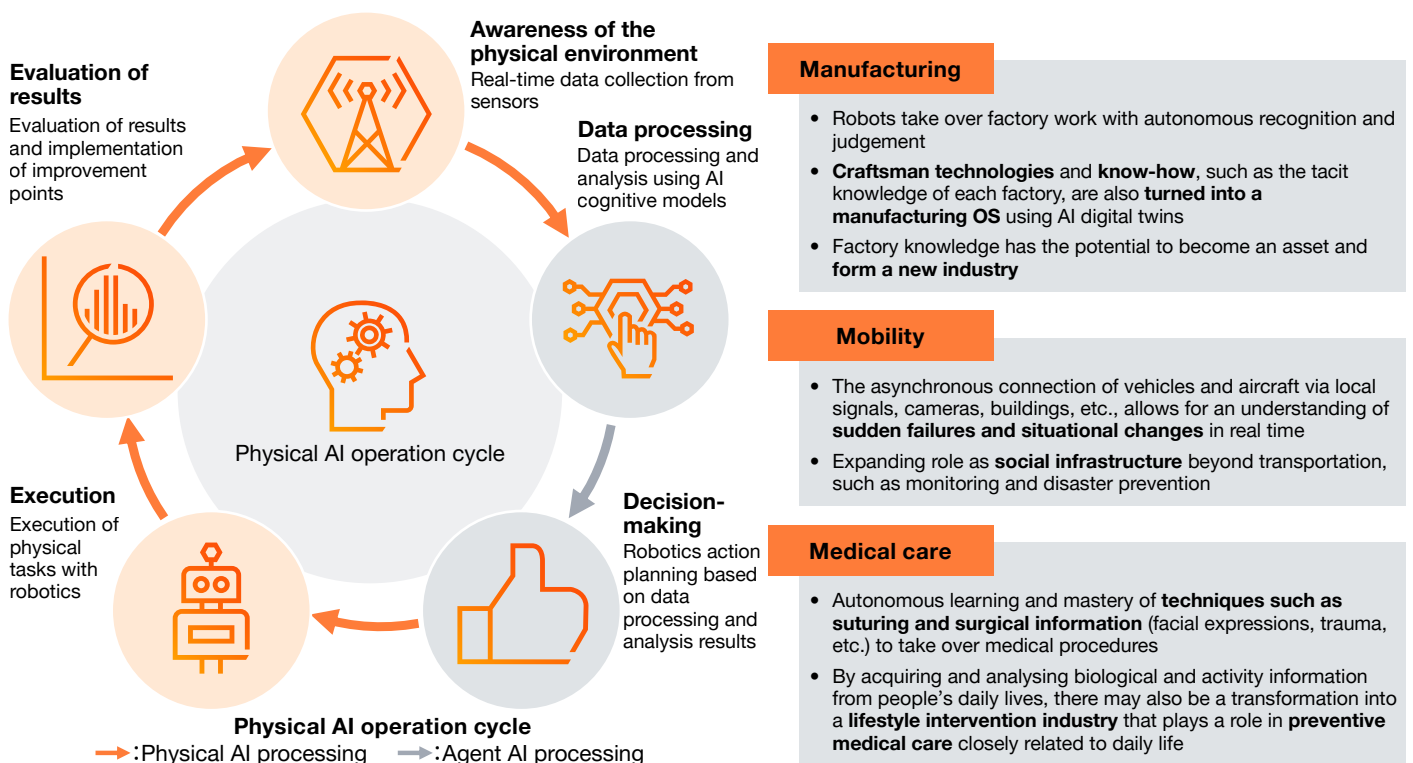 Awareness of the
physical environment
Real-time data collection from
sensors
Data processing
Data processing and
analysis using AI
cognitive models
Decision-
making
Robotics action
planning based
on data
processing and
analysis results
Execution
Execution of
physical
tasks with
robotics
Evaluation of
results
Evaluation of results
and implementation
of improvement
points
Physical AI operation cycle
Physical AI operation cycle
:Physical AI processing
:Agent AI processing
Manufacturing
• Robots take over factory work with autonomous recognition and
judgement
• Craftsman technologies and know-how, such as the tacit
knowledge of each factory, are also turned into a
manufacturing OS using AI digital twins
• Factory knowledge has the potential to become an asset and
form a new industry
Mobility
• The asynchronous connection of vehicles and aircraft via local
signals, cameras, buildings, etc., allows for an understanding of
sudden failures and situational changes in real time
• Expanding role as social infrastructure beyond transportation,
such as monitoring and disaster prevention
Medical care
• Autonomous learning and mastery of techniques such as
suturing and surgical information (facial expressions, trauma,
etc.) to take over medical procedures
• By acquiring and analysing biological and activity information
from people's daily lives, there may also be a transformation into
a lifestyle intervention industry that plays a role in preventive
medical care closely related to daily life